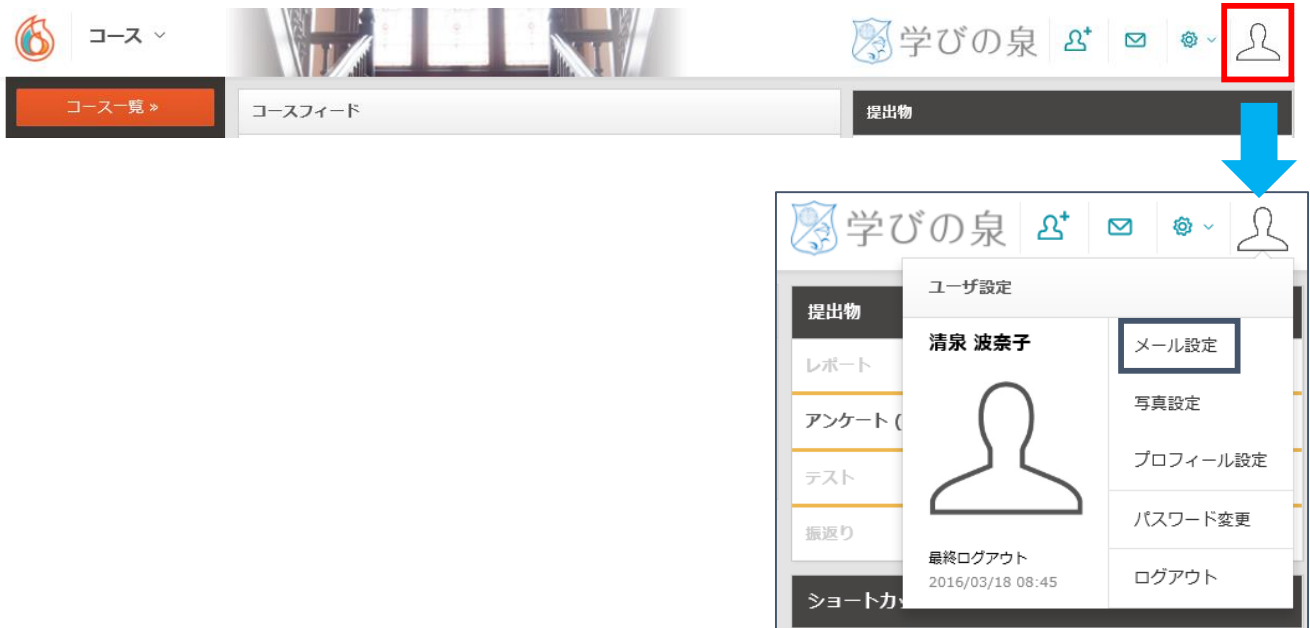 コース
学びの泉
コース一覧 »
コースフィード
提出物
学びの泉
ユーザ設定
提出物
清泉 波奈子
メール設定
レポート
写真設定
アンケート (
プロフィール設定
テスト
パスワード変更
振返り
最終ログアウト
2016/03/18 08:45
ログアウト
ショートカッ